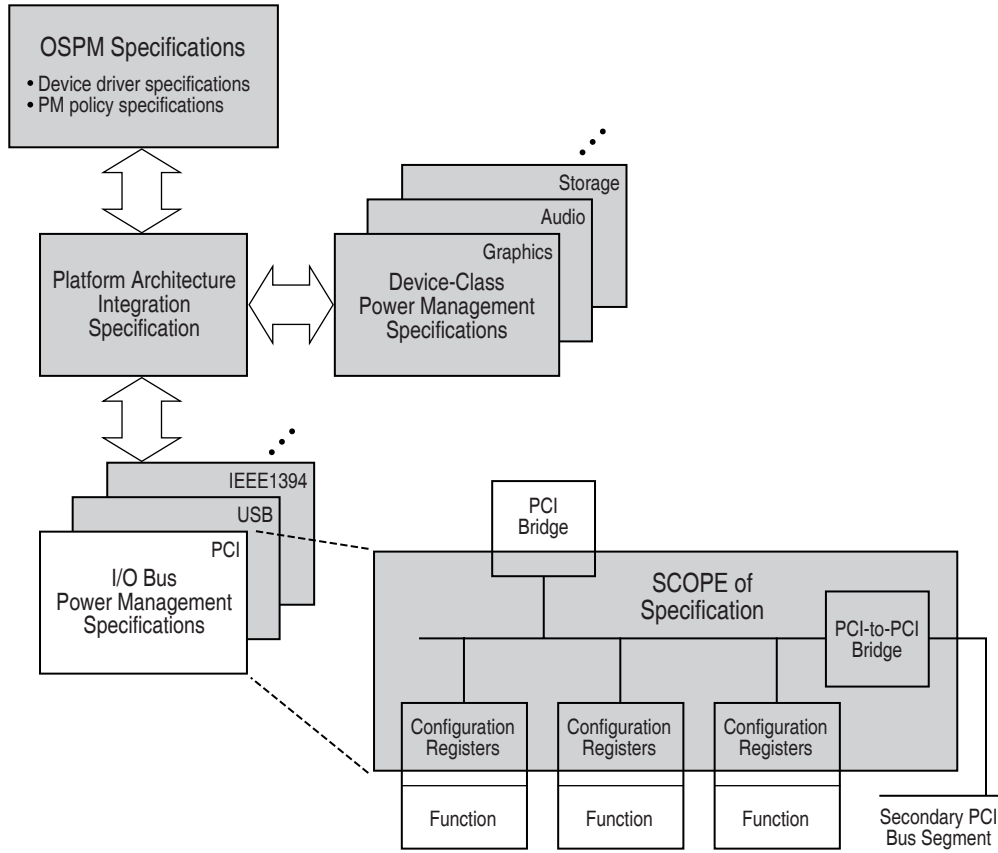 OSPM Specifications
• Device driver specifications
• PM policy specifications
Storage
Audio
Graphics
Device-Class
Power Management
Specifications
Platform Architecture
Integration
Specification
IEEE1394
USB
PCI
I/O Bus
Power Management
Specifications
PCI
Bridge
SCOPE of
Specification
PCI-to-PCI
Bridge
Configuration
Registers
Configuration
Registers
Configuration
Registers
Function
Function
Function
Secondary PCI
Bus Segment